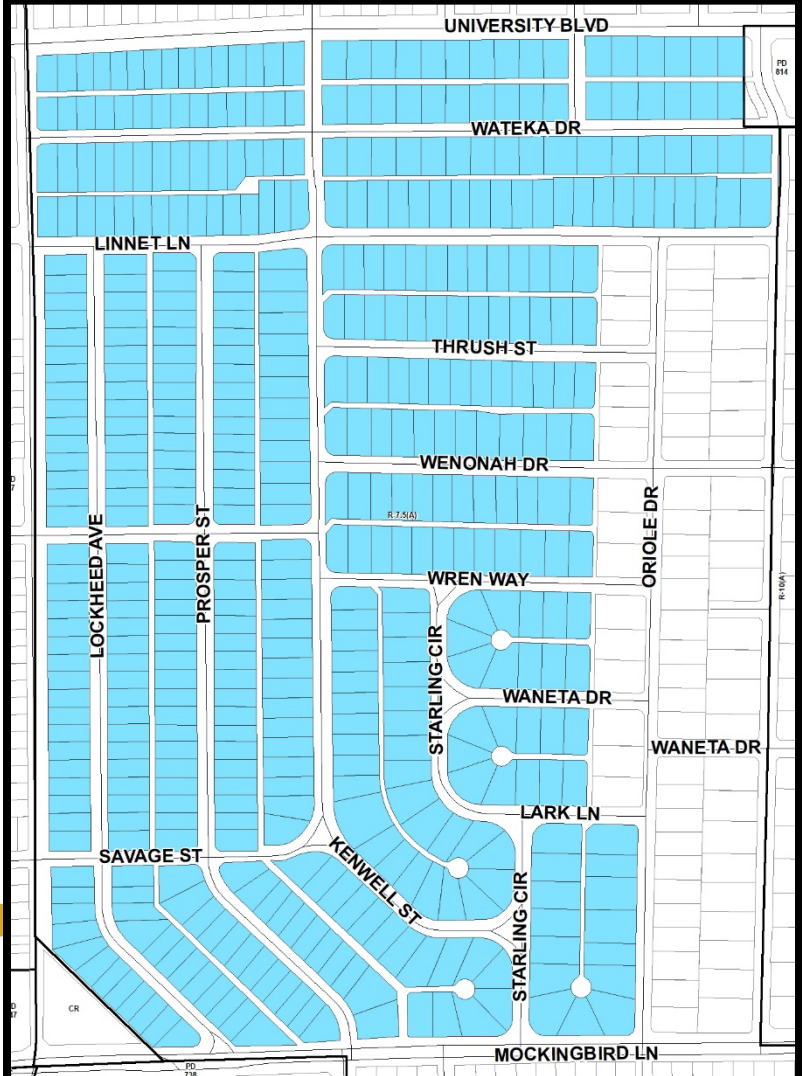 UNIVERSITY BLVD
PD
814
WATEKA DR
LINNET LN
THRUSH ST
WENONAH DR
R-7.5(A)
LOCKHEED AVE
PROSPER ST
ORIOLE DR
R-10(A)
WREN WAY
STARLING CIR
WANETA DR
WANETA DR
LARK LN
SAVAGE ST
KENWELL ST
STARLING CIR
CR
MOCKINGBIRD LN
PD
738